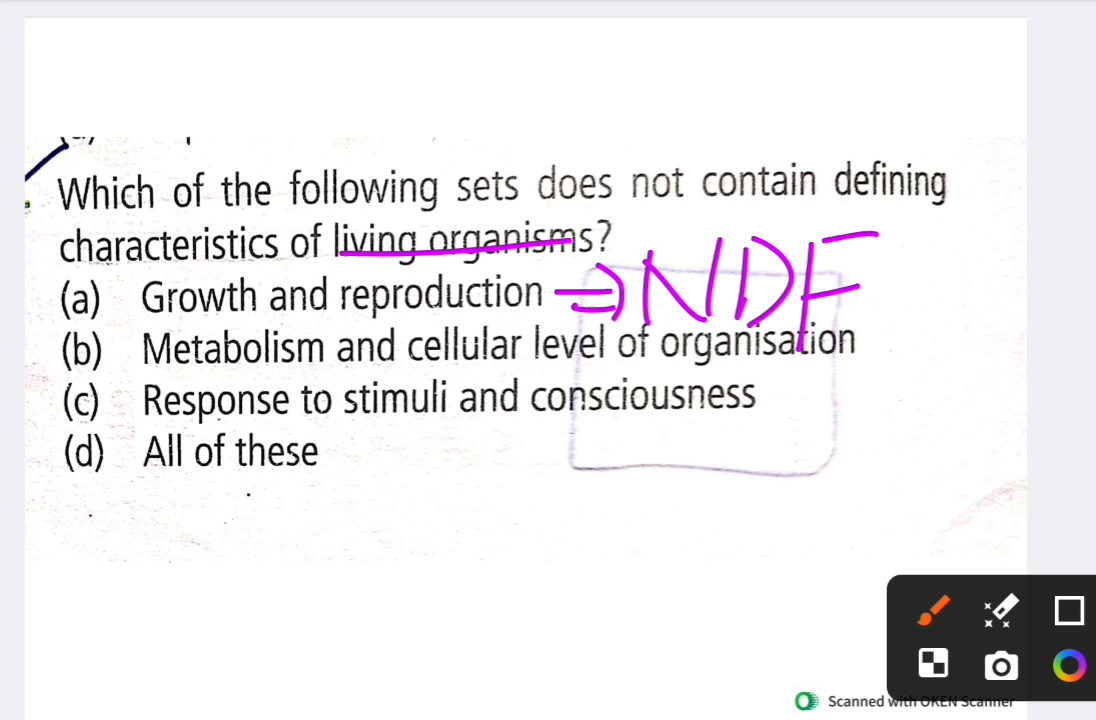 Which of the following sets does not contain defining
characteristics of living organisms?
(a) Growth and reproduction ⇒ NDF
(b) Metabolism and cellular level of organisation
(c) Response to stimuli and consciousness
(d) All of these
Scanned with OKEN Scanner